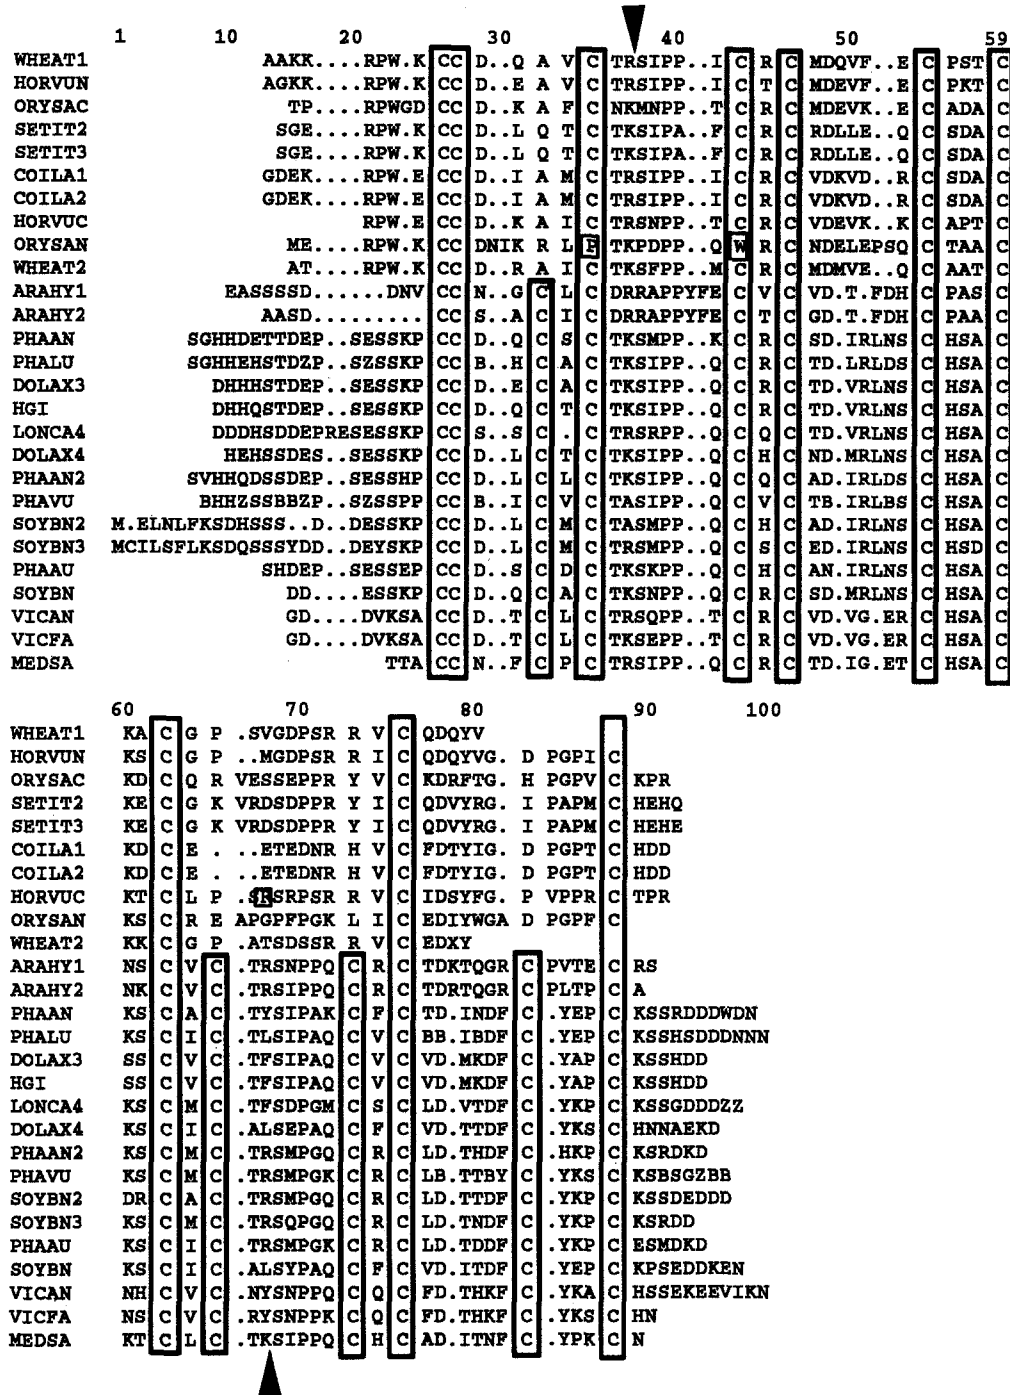 1 10 20 30 40 50 59
WHEAT1 AAKK....RPW.K CC D..Q A V C TRSIPP..I C R C MDQVF..E C PST C
HORVUN AGKK....RPW.K CC D..E A V C TRSIPP..I C T C MDEVF..E C PKT C
ORYSAC TP....RPWGD CC D..K A F C NKMNPP..T C R C MDEVK..E C ADA C
SETIT2 SGE....RPW.K CC D..L Q T C TKSIPA..F C R C RDLLE..Q C SDA C
SETIT3 SGE....RPW.K CC D..L Q T C TKSIPA..F C R C RDLLE..Q C SDA C
COILA1 GDEK....RPW.E CC D..I A M C TRSIPP..I C R C VDKVD..R C SDA C
COILA2 GDEK....RPW.E CC D..I A M C TRSIPP..I C R C VDKVD..R C SDA C
HORVUC RPW.E CC D..K A I C TRSNPP..T C R C VDEVK..K C APT C
ORYSAN ME....RPW.K CC DNIK R L P TKPDPP..Q W R C NDELEPSQ C TAA C
WHEAT2 AT....RPW.K CC D..R A I C TKSFPP..M C R C MDMVE..Q C AAT C
ARAHY1 EASSSSD......DNV CC N..G C L C DRRAPPYFE C V C VD.T.FDH C PAS C
ARAHY2 AASD......... CC S..A C I C DRRAPPYFE C T C GD.T.FDH C PAA C
PHAAN SGHHDETTDEP..SESSKP CC D..Q C S C TKSMPP..K C R C SD.IRLNS C HSA C
PHALU SGHHEHSTDZP..SZSSKP CC B..H C A C TKSIPP..Q C R C TD.LRLDS C HSA C
DOLAX3 DHHHSTDEP..SESSKP CC D..E C A C TKSIPP..Q C R C TD.VRLNS C HSA C
HGI DHHQSTDEP..SESSKP CC D..Q C T C TKSIPP..Q C R C TD.VRLNS C HSA C
LONCA4 DDDHSDDEPRESESSKP CC S..S C . C TRSRPP..Q C Q C TD.VRLNS C HSA C
DOLAX4 HEHSSDES..SESSKP CC D..L C T C TKSIPP..Q C H C ND.MRLNS C HSA C
PHAAN2 SVHHQDSSDEP..SESSHP CC D..L C L C TKSIPP..Q C Q C AD.IRLDS C HSA C
PHAVU BHHZSSBBZP..SZSSPP CC B..I C V C TASIPP..Q C V C TB.IRLBS C HSA C
SOYBN2 M.ELNLFKSDHSSS..D..DESSKP CC D..L C M C TASMPP..Q C H C AD.IRLNS C HSA C
SOYBN3 MCILSFLKSDQSSSYDD..DEYSKP CC D..L C M C TRSMPP..Q C S C ED.IRLNS C HSD C
PHAAU SHDEP..SESSEP CC D..S C D C TKSKPP..Q C H C AN.IRLNS C HSA C
SOYBN DD....ESSKP CC D..Q C A C TKSNPP..Q C R C SD.MRLNS C HSA C
VICAN GD....DVKSA CC D..T C L C TRSQPP..T C R C VD.VG.ER C HSA C
VICFA GD....DVKSA CC D..T C L C TKSEPP..T C R C VD.VG.ER C HSA C
MEDSA TTA CC N..F C P C TRSIPP..Q C R C TD.IG.ET C HSA C
60 70 80 90 100
WHEAT1 KA C G P .SVGDPSR R V C QDQYV
HORVUN KS C G P ..MGDPSR R I C QDQYVG. D PGPI C
ORYSAC KD C Q R VESSEPPR Y V C KDRFTG. H PGPV C KPR
SETIT2 KE C G K VRDSDPPR Y I C QDVYRG. I PAPM C HEHQ
SETIT3 KE C G K VRDSDPPR Y I C QDVYRG. I PAPM C HEHE
COILA1 KD C E . ..ETEDNR H V C FDTYIG. D PGPT C HDD
COILA2 KD C E . ..ETEDNR H V C FDTYIG. D PGPT C HDD
HORVUC KT C L P .SRSRPSR R V C IDSYFG. P VPPR C TPR
ORYSAN KS C R E APGPFPGK L I C EDIYWGA D PGPF C
WHEAT2 KK C G P .ATSDSSR R V C EDXY
ARAHY1 NS C V C .TRSNPPQ C R C TDKTQGR C PVTE C RS
ARAHY2 NK C V C .TRSIPPQ C R C TDRTQGR C PLTP C A
PHAAN KS C A C .TYSIPAK C F C TD.INDF C .YEP C KSSRDDDWDN
PHALU KS C I C .TLSIPAQ C V C BB.IBDF C .YEP C KSSHSDDDNNN
DOLAX3 SS C V C .TFSIPAQ C V C VD.MKDF C .YAP C KSSHDD
HGI SS C V C .TFSIPAQ C V C VD.MKDF C .YAP C KSSHDD
LONCA4 KS C M C .TFSDPGM C S C LD.VTDF C .YKP C KSSGDDDZZ
DOLAX4 KS C I C .ALSEPAQ C F C VD.TTDF C .YKS C HNNAEKD
PHAAN2 KS C M C .TRSMPGQ C R C LD.THDF C .HKP C KSRDKD
PHAVU KS C M C .TRSMPGK C R C LB.TTBY C .YKS C KSBSGZBB
SOYBN2 DR C A C .TRSMPGQ C R C LD.TTDF C .YKP C KSSDEDDD
SOYBN3 KS C M C .TRSQPGQ C R C LD.TNDF C .YKP C KSRDD
PHAAU KS C I C .TRSMPGK C R C LD.TDDF C .YKP C ESMDKD
SOYBN KS C I C .ALSYPAQ C F C VD.ITDF C .YEP C KPSEDDKEN
VICAN NH C V C .NYSNPPQ C Q C FD.THKF C .YKA C HSSEKEEVIKN
VICFA NS C V C .RYSNPPK C Q C FD.THKF C .YKS C HN
MEDSA KT C L C .TKSIPPQ C H C AD.ITNF C .YPK C N